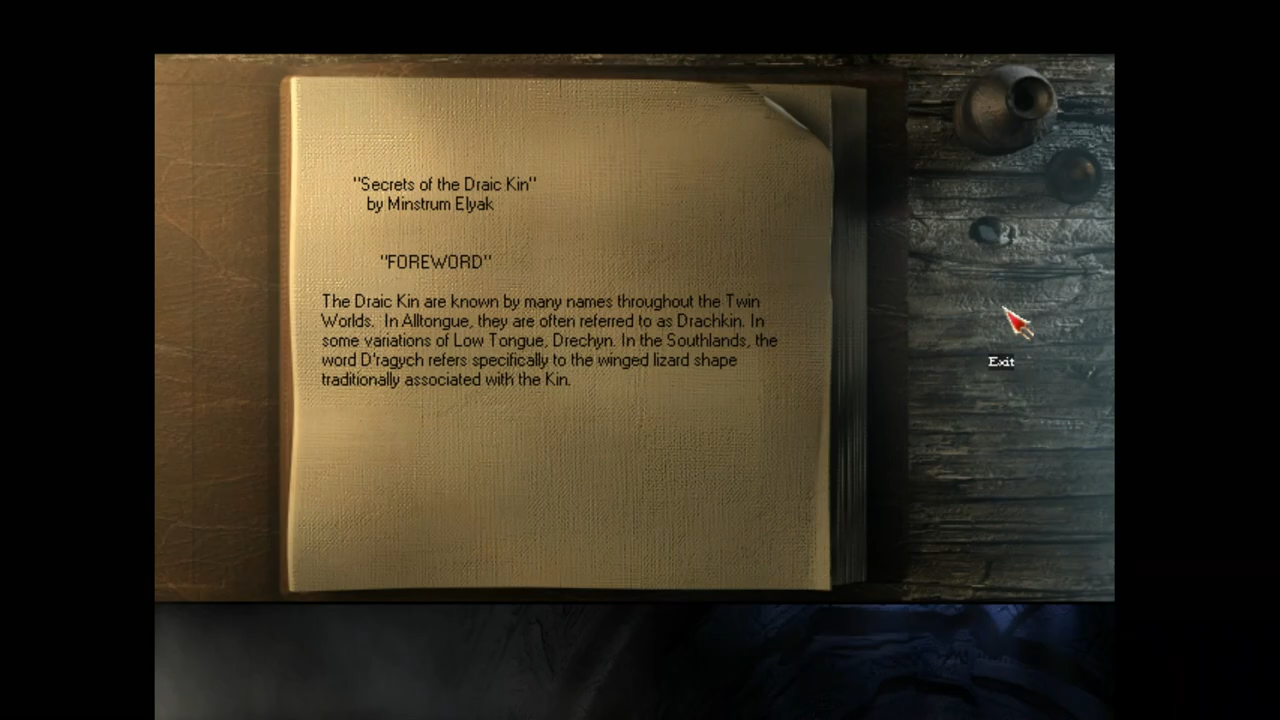 "Secrets of the Draic Kin"
by Minstrum Elyak
"FOREWORD"
The Draic Kin are known by many names throughout the Twin
Worlds.  In Alltongue, they are often referred to as Drachkin. In
some variations of Low Tongue, Drechyn. In the Southlands, the
word D'ragych refers specifically to the winged lizard shape
traditionally associated with the Kin.
Exit